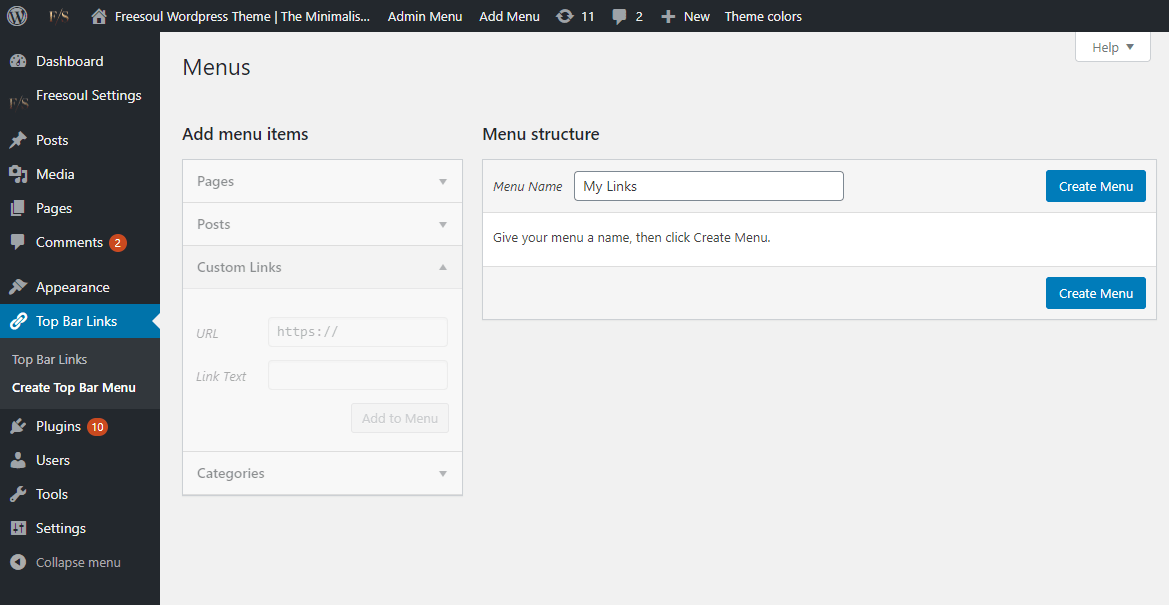 F/S Freesoul Wordpress Theme | The Minimalis... Admin Menu Add Menu 11 2 New Theme colors
Help
Dashboard
F/S Freesoul Settings
Posts
Media
Pages
Comments 2
Appearance
Top Bar Links
Top Bar Links
Create Top Bar Menu
Plugins 10
Users
Tools
Settings
Collapse menu
Menus
Add menu items
Pages
Posts
Custom Links
URL https://
Link Text
Add to Menu
Categories
Menu structure
Menu Name My Links Create Menu
Give your menu a name, then click Create Menu.
Create Menu